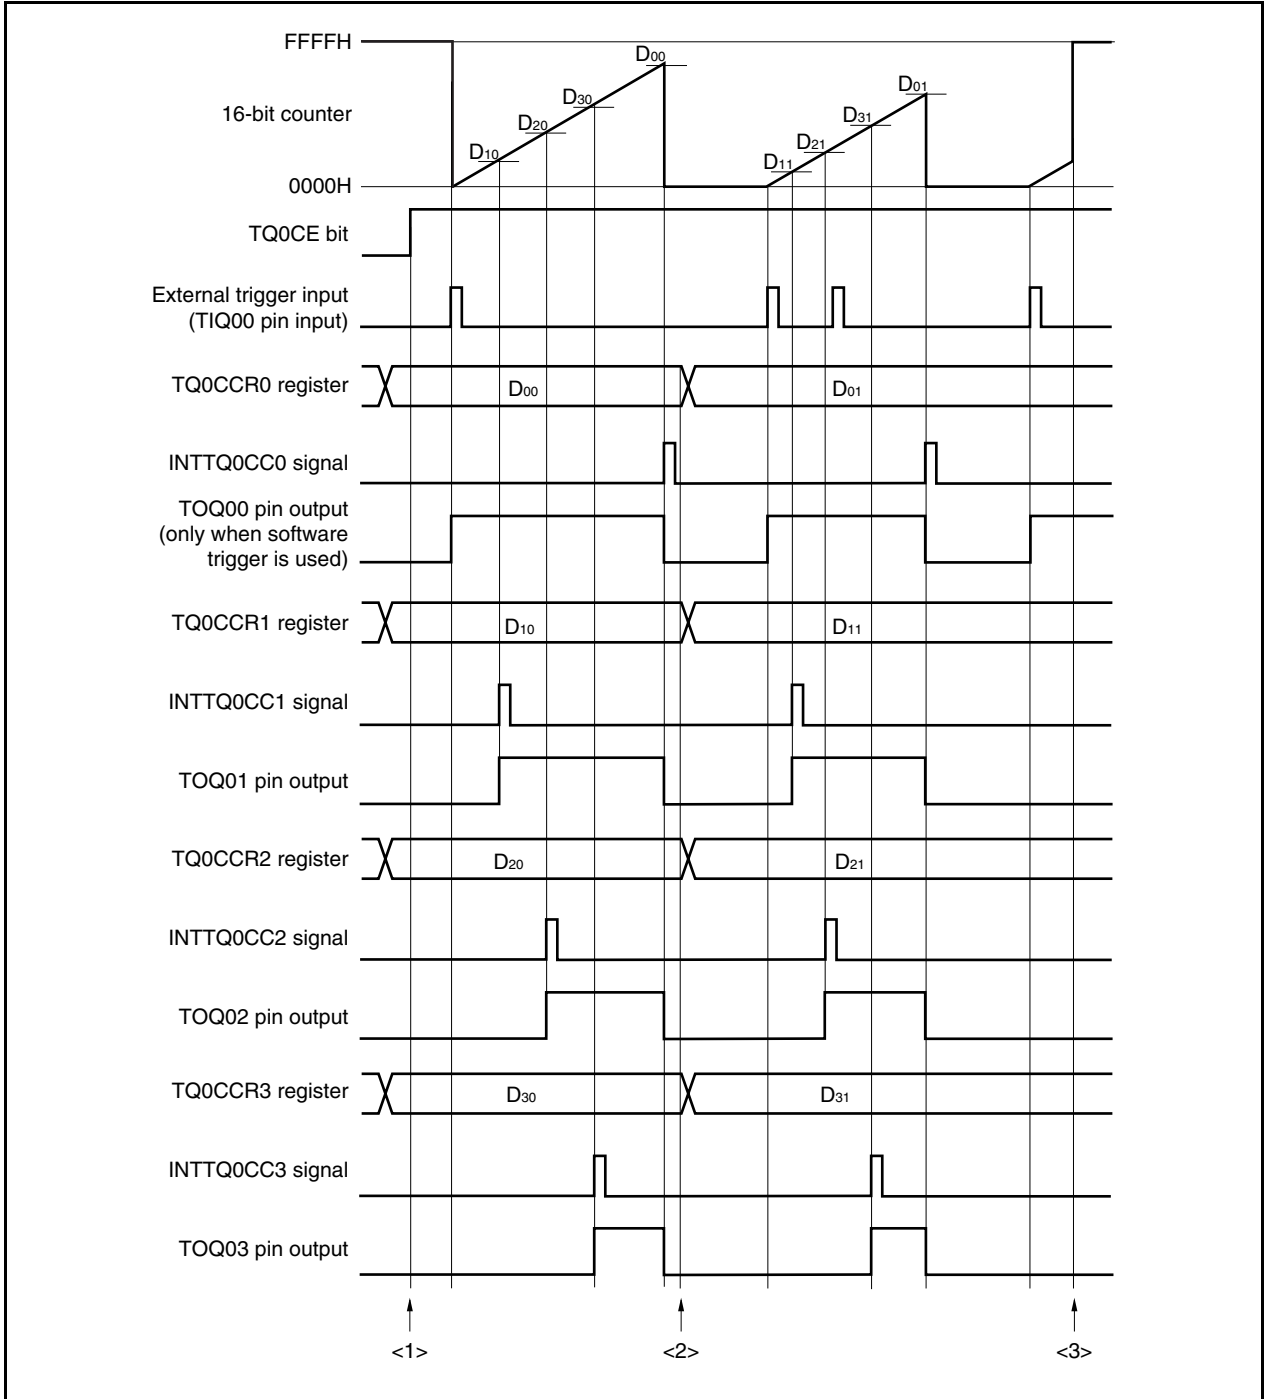 FFFFH
D00
D30
D01
D20
D31
16-bit counter
D21
D10
D11
0000H
TQ0CE bit
External trigger input
(TIQ00 pin input)
TQ0CCR0 register
D00
D01
INTTQ0CC0 signal
TOQ00 pin output
(only when software
trigger is used)
TQ0CCR1 register
D10
D11
INTTQ0CC1 signal
TOQ01 pin output
TQ0CCR2 register
D20
D21
INTTQ0CC2 signal
TOQ02 pin output
TQ0CCR3 register
D30
D31
INTTQ0CC3 signal
TOQ03 pin output
<1>
<2>
<3>